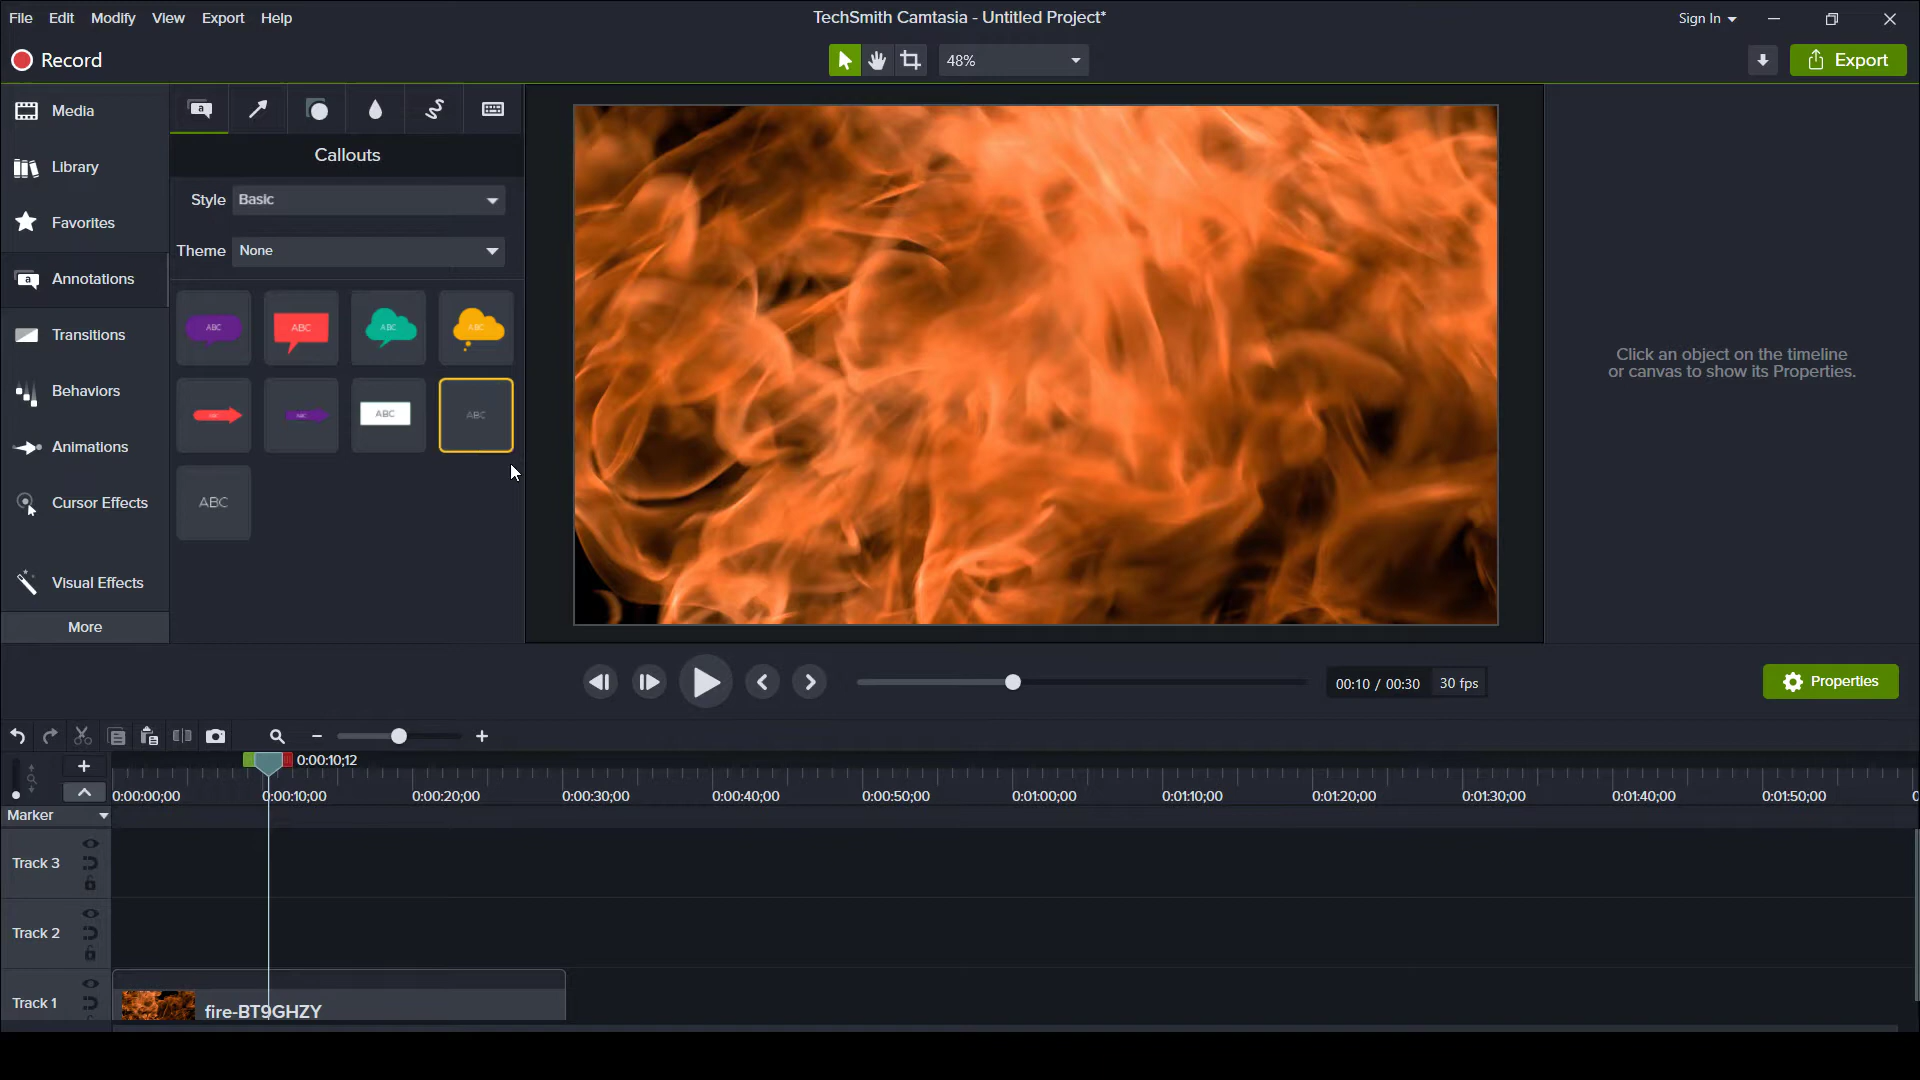 File Edit Modify View Export Help
TechSmith Camtasia - Untitled Project*
Sign In
Record
48%
Export
Media
Library
Favorites
Annotations
Transitions
Behaviors
Animations
Cursor Effects
Visual Effects
More
a
Callouts
Style Basic
Theme None
ABC ABC ABC ABC
ABC ABC ABC ABC
ABC
Click an object on the timeline
or canvas to show its Properties.
00:10 / 00:30 30 fps
Properties
0:00:10;12
0:00:00;00 0:00:10;00 0:00:20;00 0:00:30;00 0:00:40;00 0:00:50;00 0:01:00;00 0:01:10;00 0:01:20;00 0:01:30;00 0:01:40;00 0:01:50;00
Marker
Track 3
Track 2
Track 1
fire-BT9GHZY